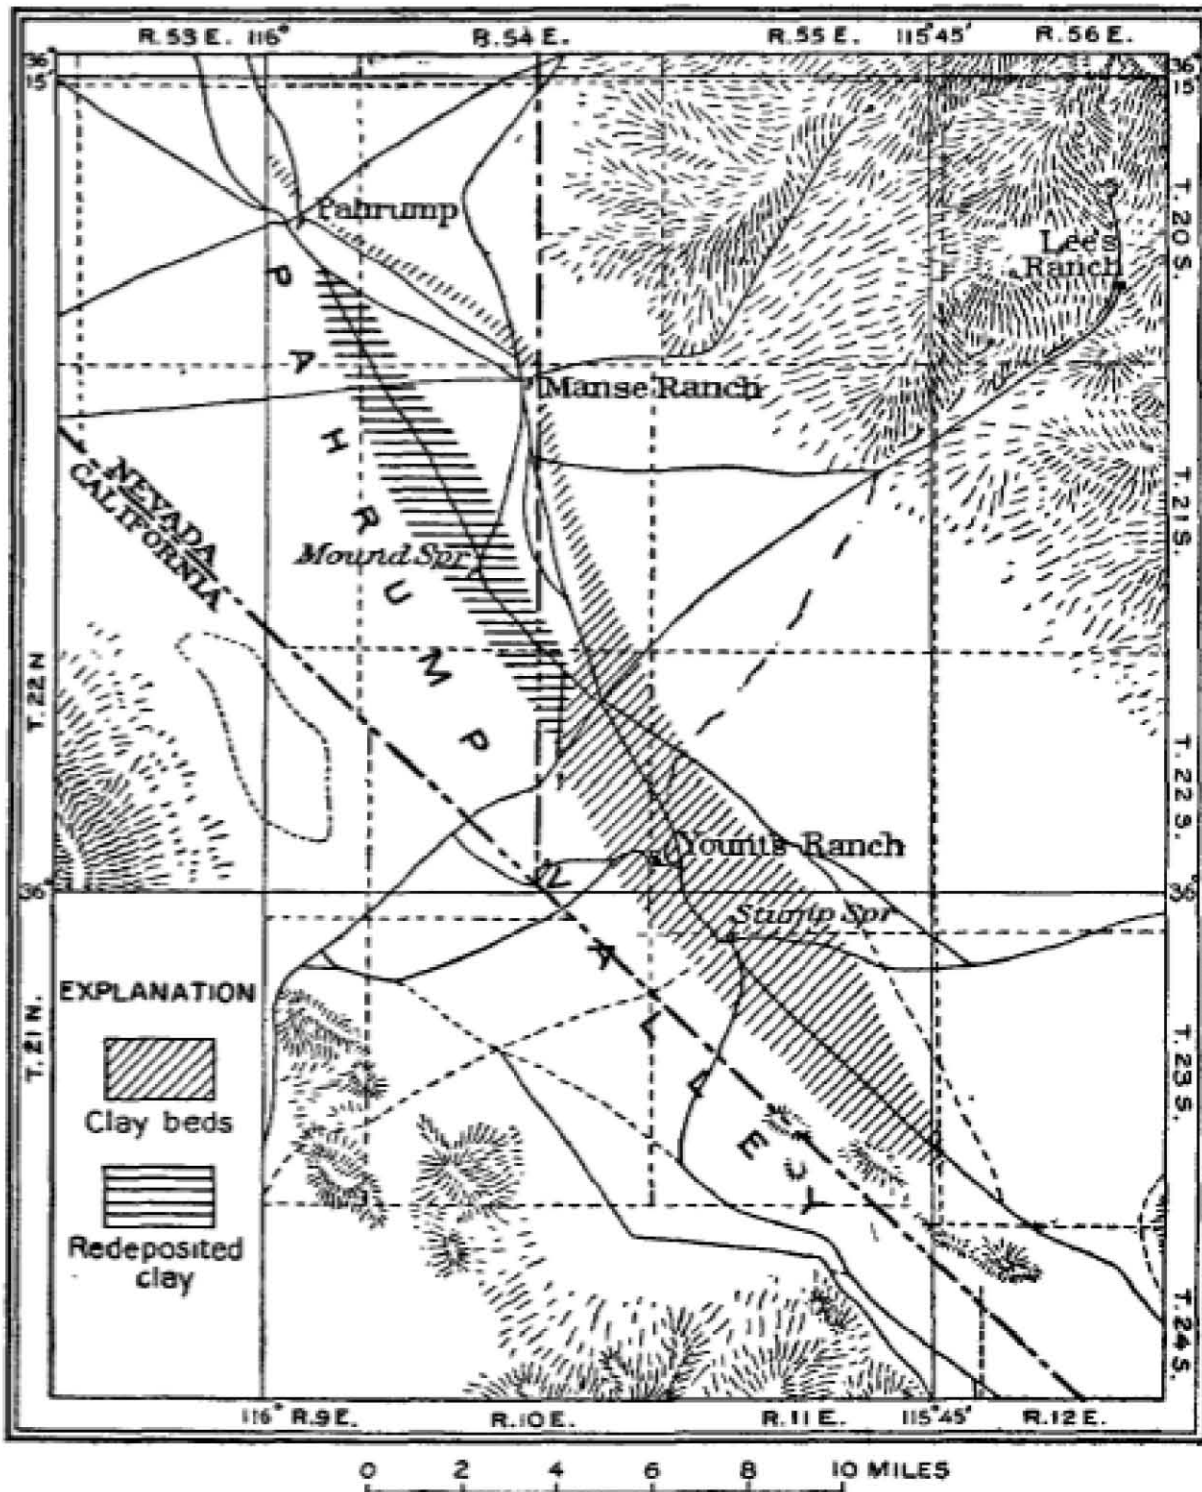 R.53 E. 116° R.54 E. R.55 E. 115°45' R.56 E.
36° 15'
36° 15'
Pahrump
T. 20 S.
Lee's
Ranch
Manse Ranch
PAHRUMP
VALLEY
NEVADA
CALIFORNIA
Mound Spr
T. 21 S.
T. 22 N
T. 22 S.
Younts Ranch
36°
36°
Stump Spr
EXPLANATION
Clay beds
Redeposited
clay
T. 21 N.
T. 23 S.
T. 24 S.
116° R.9 E. R.10 E. R.11 E. 115°45' R.12 E.
0 2 4 6 8 10 MILES